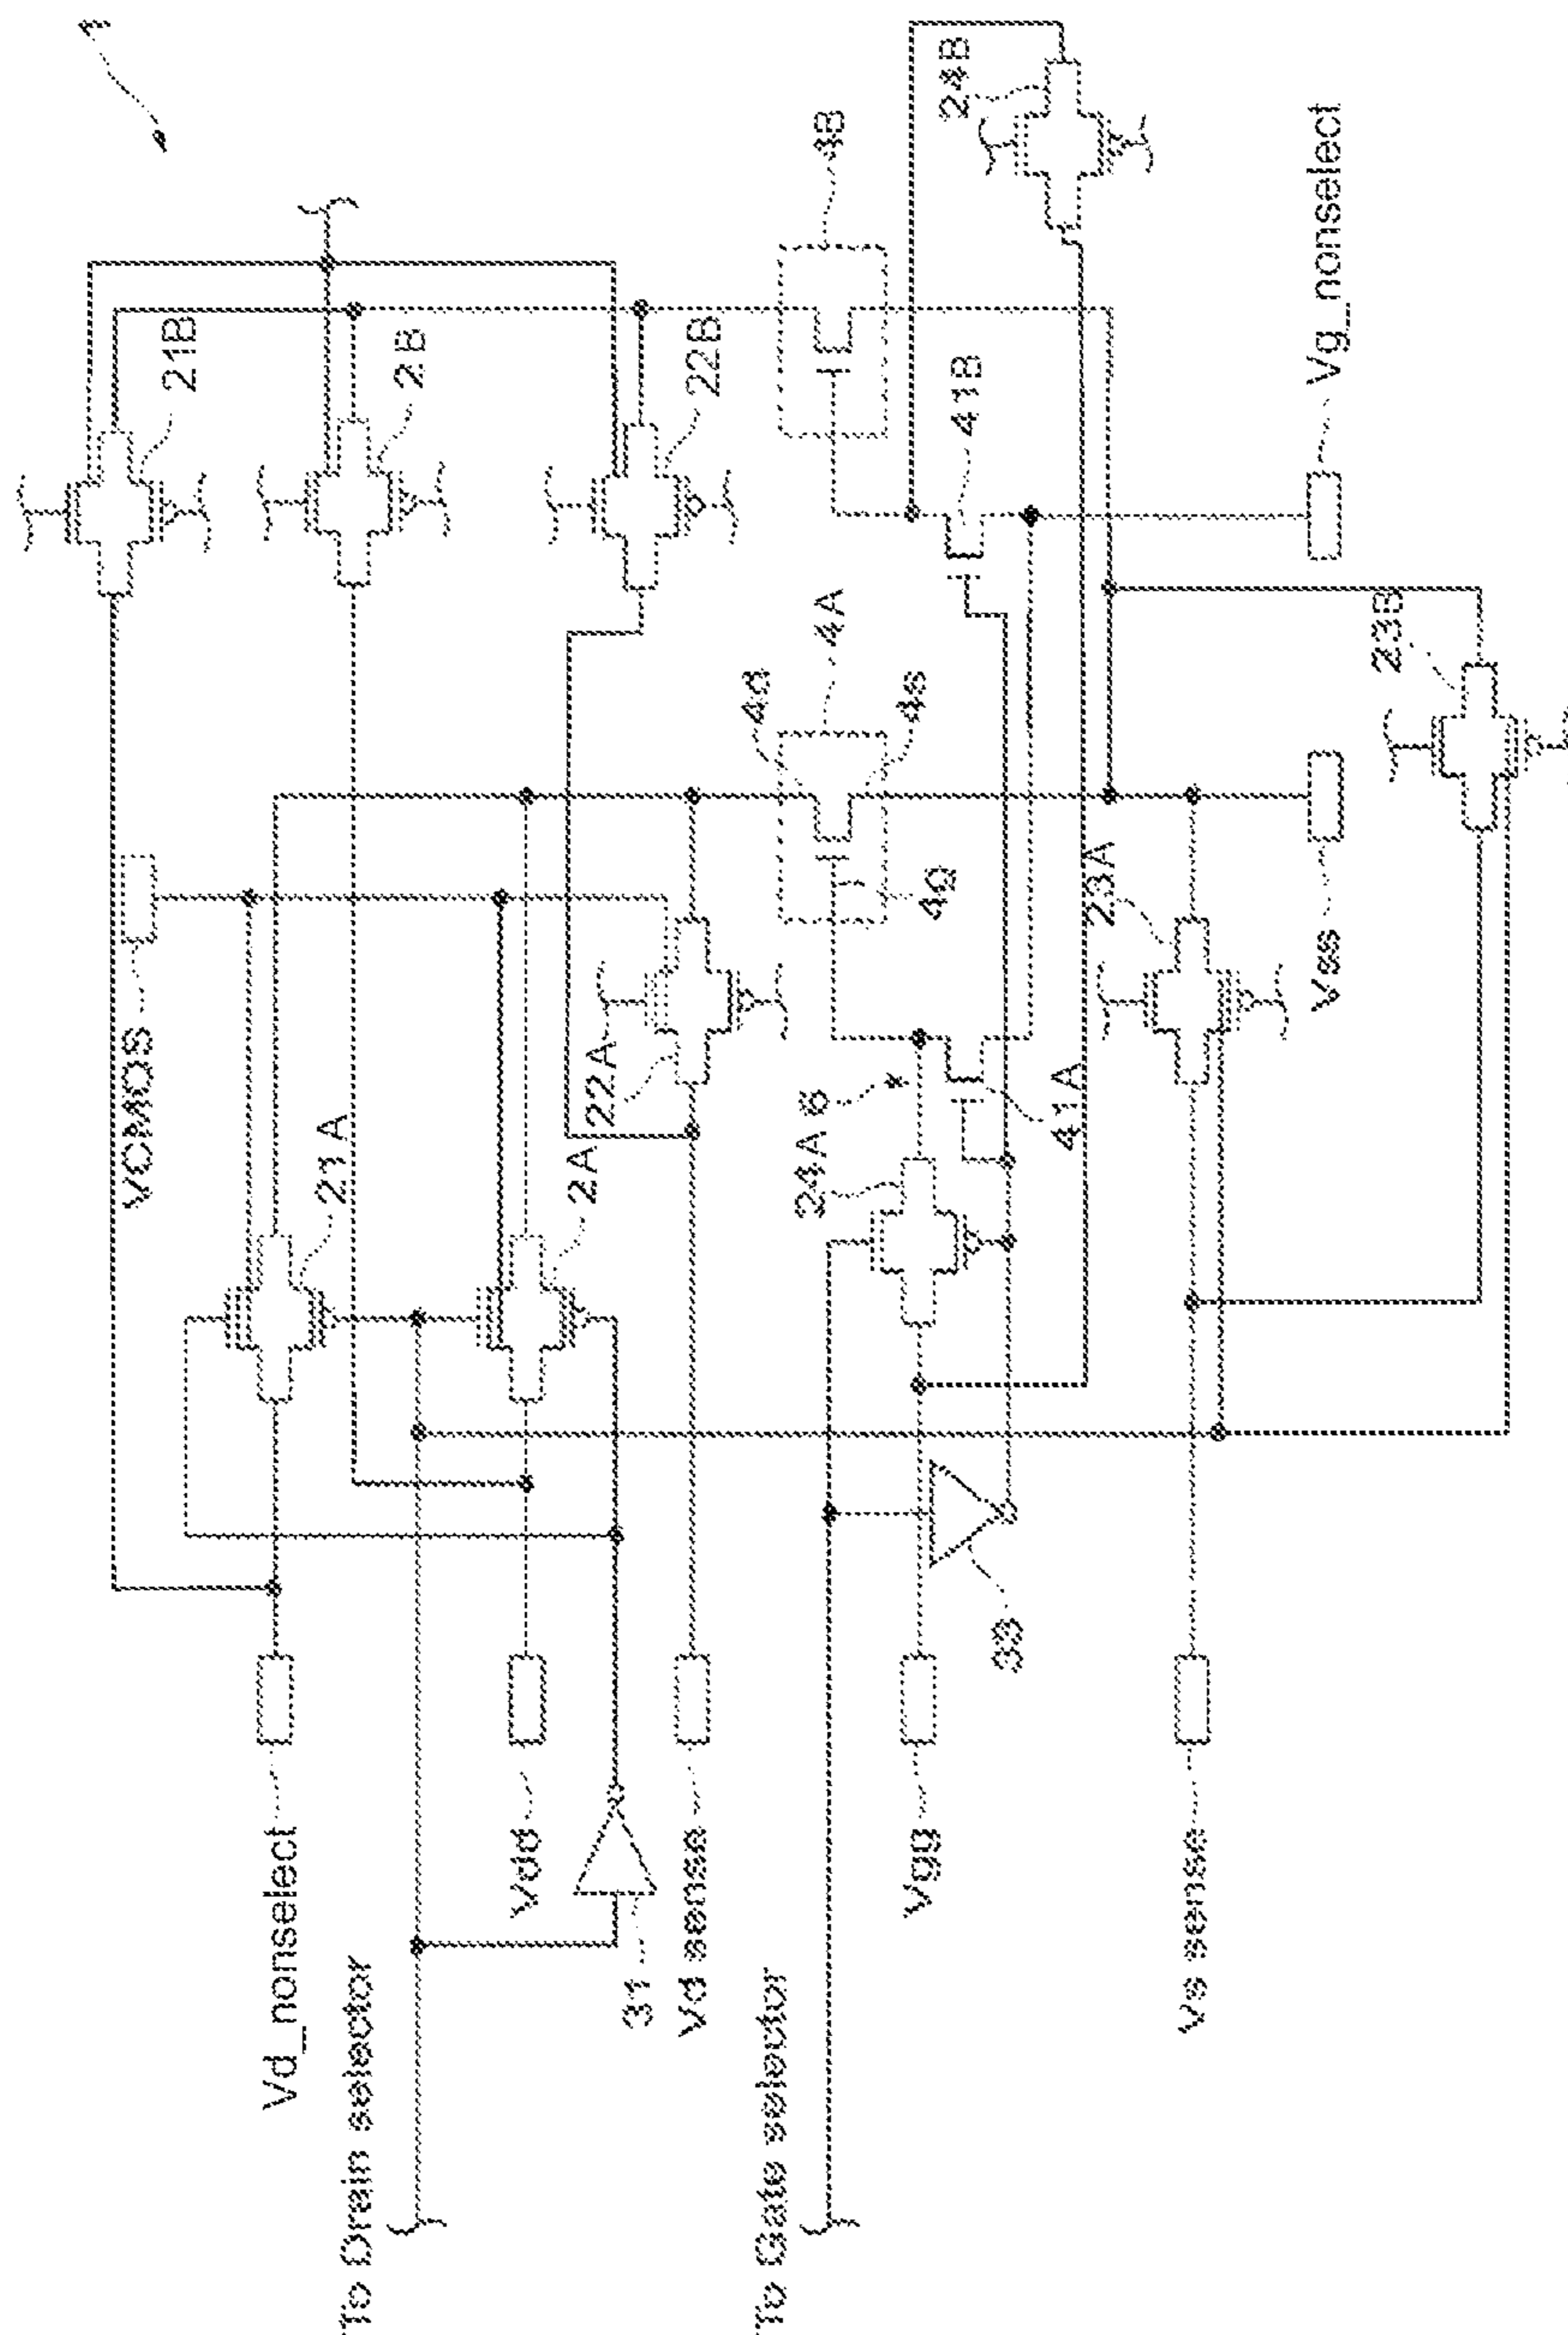 1
21B
2B
22B
4B
24B
VCMOS
21A
2A
22A
4d
4A
4s
4g
41B
24A
6
41A
23A
23B
Vd_nonselect
To Drain selector
Vdd
31
Vd sense
To Gate selector
Vgg
33
Vs sense
Vss
Vg_nonselect